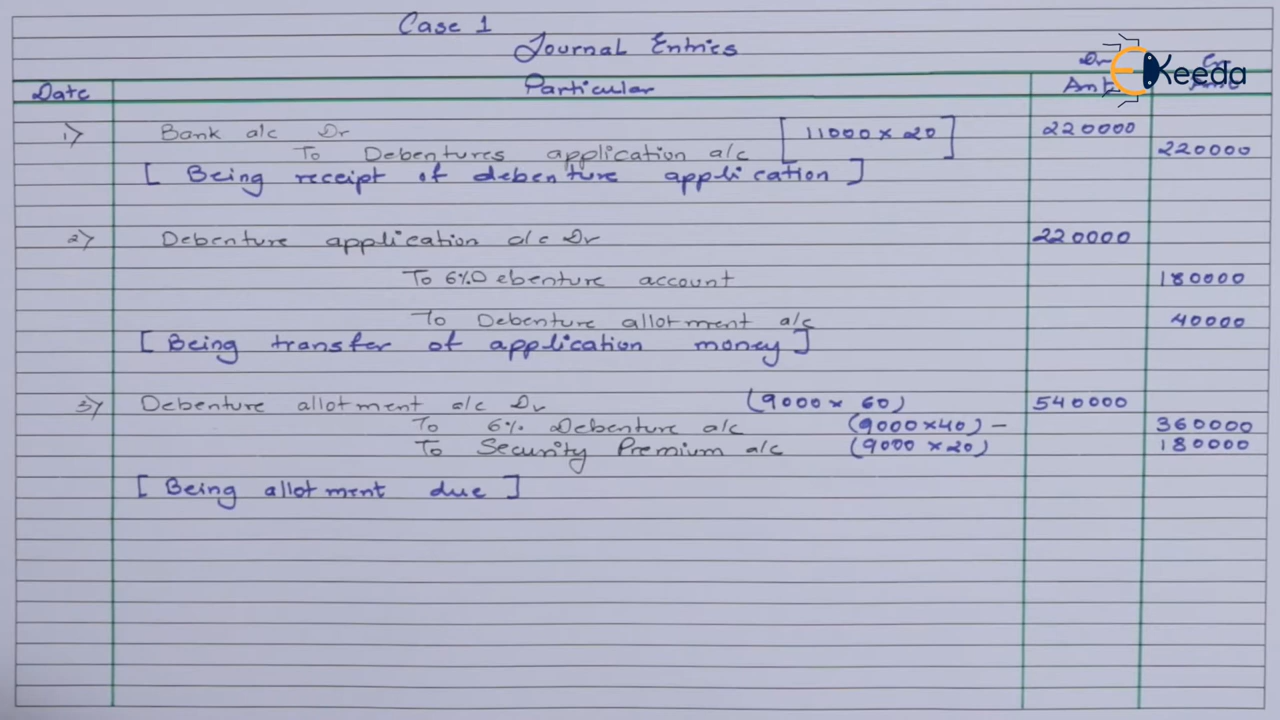 Case 1
Journal Entries
Dr
Keeda
Date Particular Amt
1) Bank a/c Dr [11000 x 20] 220000
To Debentures application a/c 220000
[Being receipt of debenture application]
2) Debenture application a/c Dr 220000
To 6% Debenture account 180000
To Debenture allotment a/c 40000
[Being transfer of application money]
3) Debenture allotment a/c Dr (9000 x 60) 540000
To 6% Debenture a/c (9000x40) - 360000
To Security Premium a/c (9000 x20) 180000
[Being allotment due]